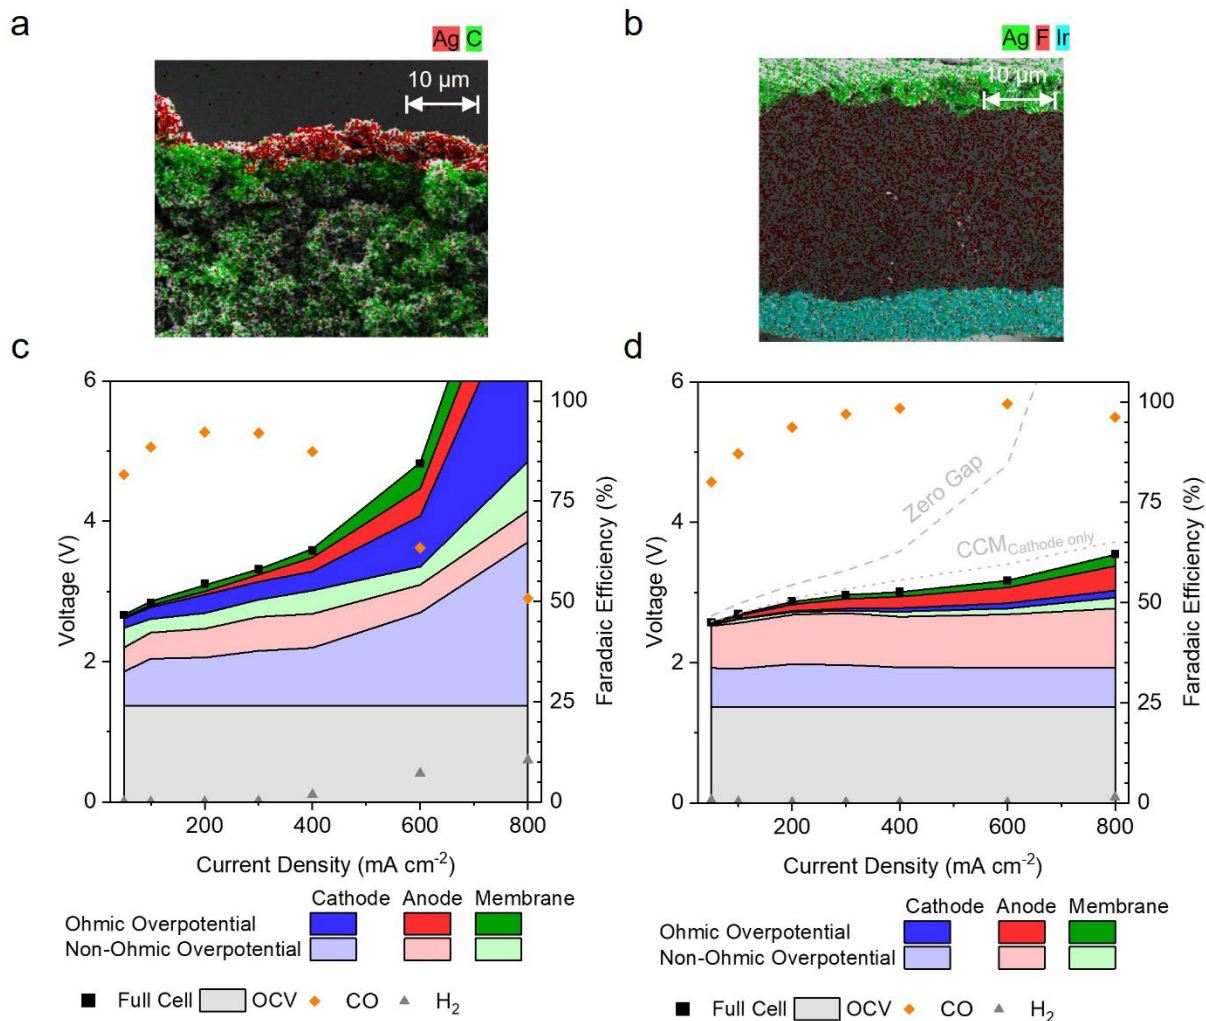 a
Ag C
10 µm
b
Ag F Ir
10 µm
c
6
4
2
0
Voltage (V)
100
75
50
25
0
Faradaic Efficiency (%)
200 400 600 800
Current Density (mA cm⁻²)
Cathode Anode Membrane
Ohmic Overpotential
Non-Ohmic Overpotential
Full Cell OCV CO H₂
d
6
4
2
0
Voltage (V)
Zero Gap
CCM Cathode only
100
75
50
25
0
Faradaic Efficiency (%)
200 400 600 800
Current Density (mA cm⁻²)
Cathode Anode Membrane
Ohmic Overpotential
Non-Ohmic Overpotential
Full Cell OCV CO H₂